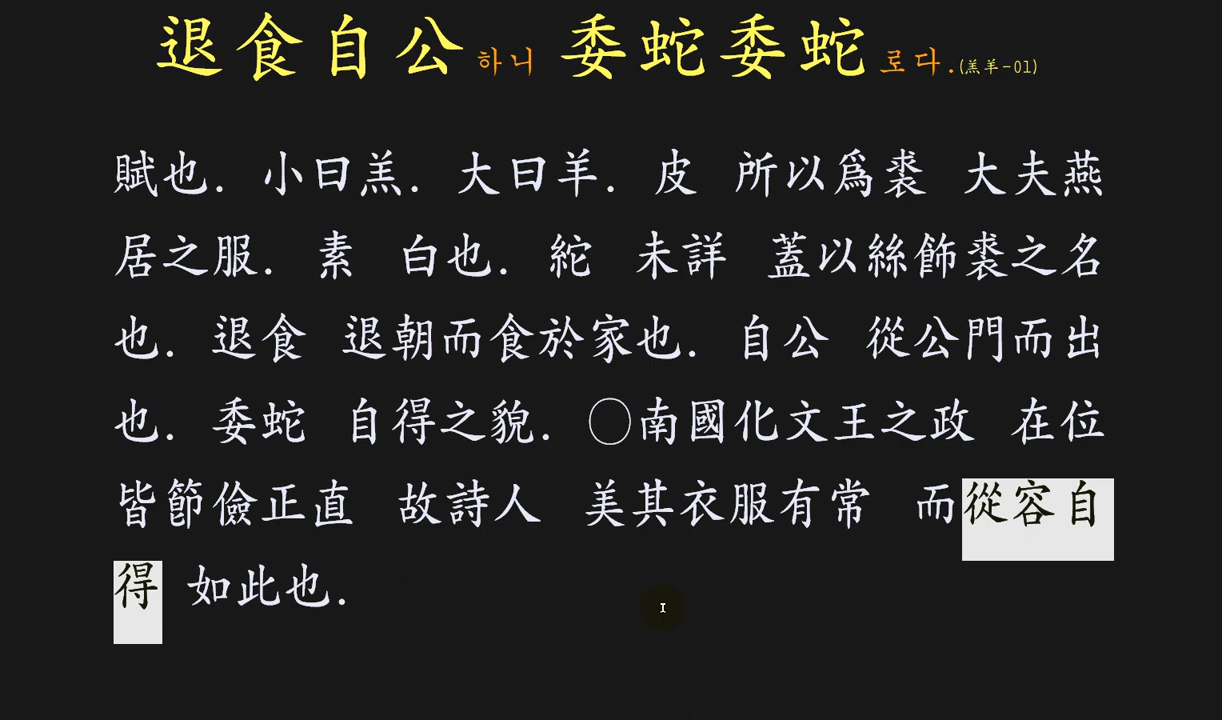 退食自公하니 委蛇委蛇로다.(羔羊-01)
賦也. 小曰羔. 大曰羊. 皮 所以爲裘 大夫燕
居之服. 素 白也. 紽 未詳 蓋以絲飾裘之名
也. 退食 退朝而食於家也. 自公 從公門而出
也. 委蛇 自得之貌. ◯南國化文王之政 在位
皆節儉正直 故詩人 美其衣服有常 而從容自
得 如此也.